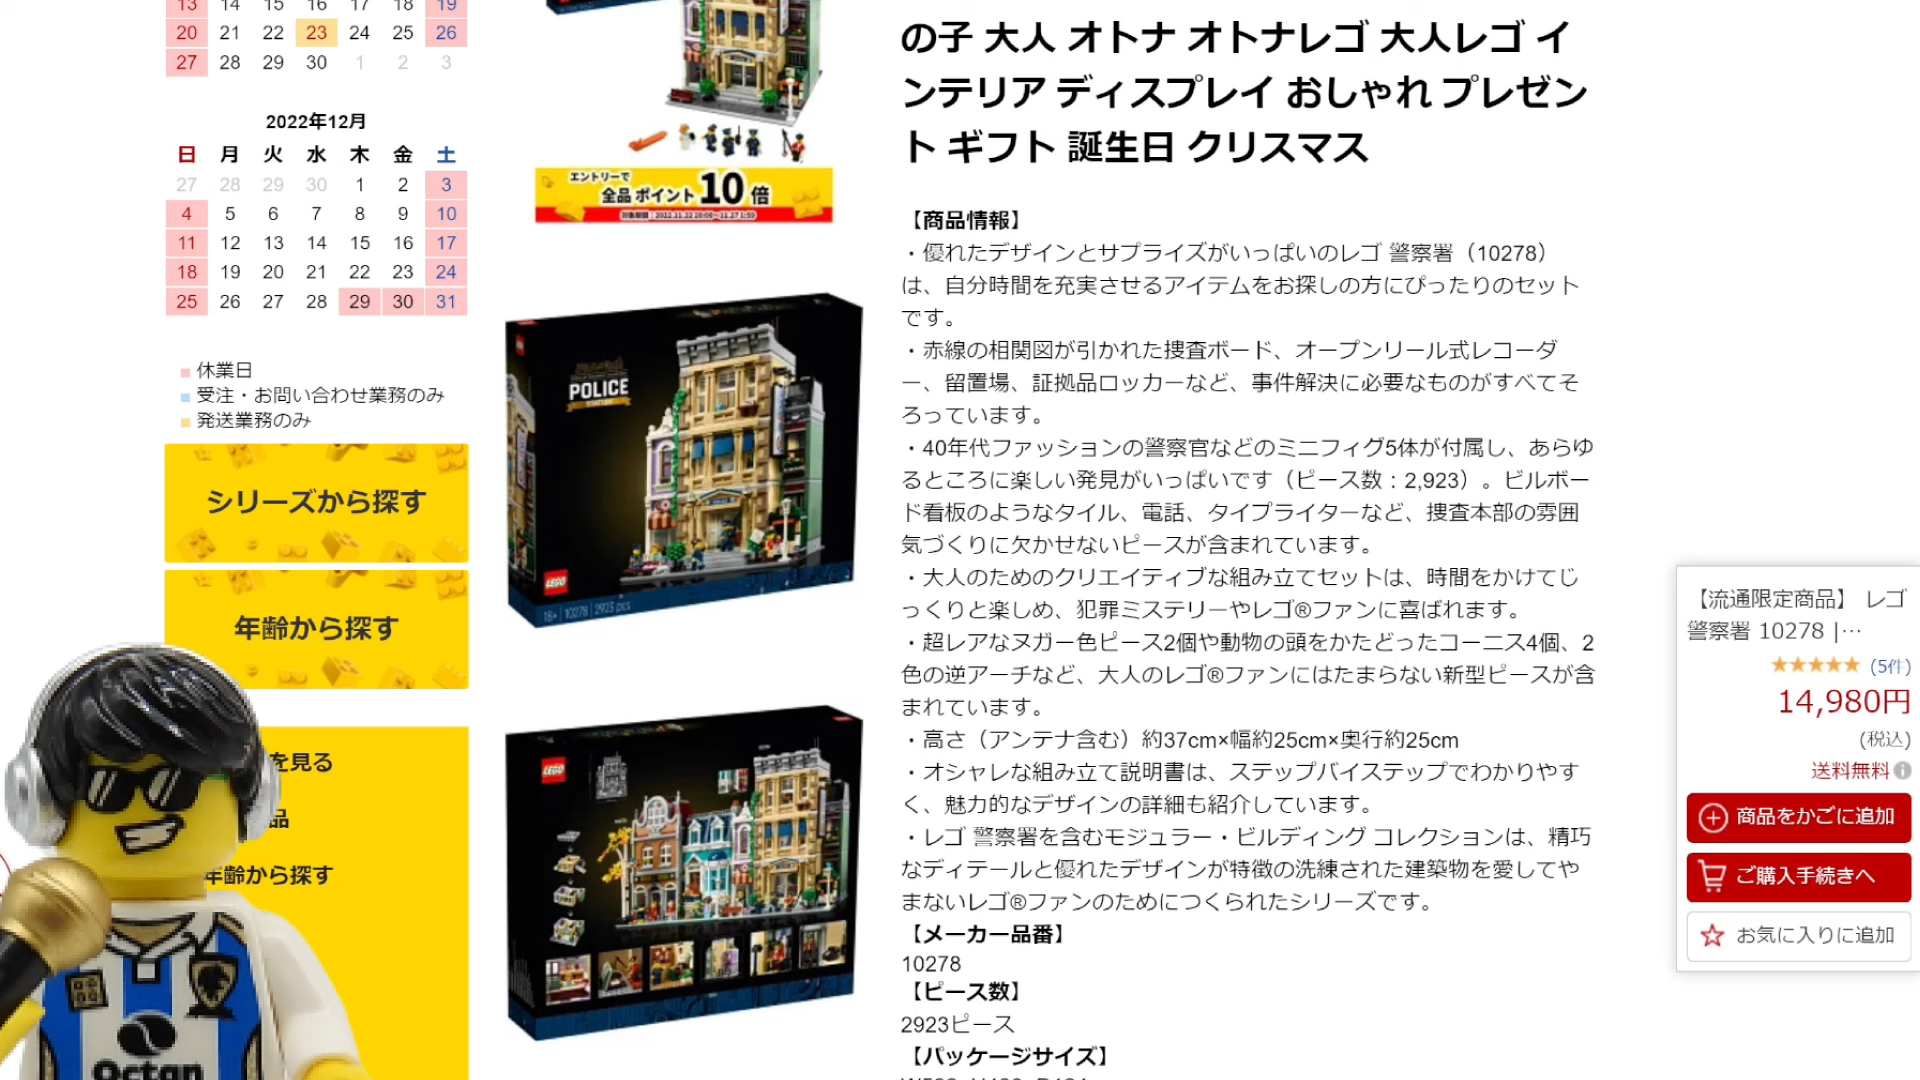 13 14 15 16 17 18 19
20 21 22 23 24 25 26
27 28 29 30 1 2 3
2022年12月
日 月 火 水 木 金 土
27 28 29 30 1 2 3
4 5 6 7 8 9 10
11 12 13 14 15 16 17
18 19 20 21 22 23 24
25 26 27 28 29 30 31
休業日
受注・お問い合わせ業務のみ
発送業務のみ
シリーズから探す
年齢から探す
を見る
品
年齢から探す
Octan
エントリーで
全品ポイント10倍
対象期間:2022.11.22 20:00~11.27 1:59
POLICE
STATION
LEGO
18+ 10278 2923 pcs
LEGO
の子 大人 オトナ オトナレゴ 大人レゴ イ
ンテリア ディスプレイ おしゃれ プレゼン
ト ギフト 誕生日 クリスマス
【商品情報】
・優れたデザインとサプライズがいっぱいのレゴ 警察署（10278）
は、自分時間を充実させるアイテムをお探しの方にぴったりのセット
です。
・赤線の相関図が引かれた捜査ボード、オープンリール式レコーダ
ー、留置場、証拠品ロッカーなど、事件解決に必要なものがすべてそ
ろっています。
・40年代ファッションの警察官などのミニフィグ5体が付属し、あらゆ
るところに楽しい発見がいっぱいです（ピース数：2,923）。ビルボー
ド看板のようなタイル、電話、タイプライターなど、捜査本部の雰囲
気づくりに欠かせないピースが含まれています。
・大人のためのクリエイティブな組み立てセットは、時間をかけてじ
っくりと楽しめ、犯罪ミステリーやレゴ®ファンに喜ばれます。
・超レアなヌガー色ピース2個や動物の頭をかたどったコーニス4個、2
色の逆アーチなど、大人のレゴ®ファンにはたまらない新型ピースが含
まれています。
・高さ（アンテナ含む）約37cm×幅約25cm×奥行約25cm
・オシャレな組み立て説明書は、ステップバイステップでわかりやす
く、魅力的なデザインの詳細も紹介しています。
・レゴ 警察署を含むモジュラー・ビルディング コレクションは、精巧
なディテールと優れたデザインが特徴の洗練された建築物を愛してや
まないレゴ®ファンのためにつくられたシリーズです。
【メーカー品番】
10278
【ピース数】
2923ピース
【パッケージサイズ】
【流通限定商品】 レゴ
警察署 10278 |…
★★★★★ (5件)
14,980円
(税込)
送料無料
商品をかごに追加
ご購入手続きへ
お気に入りに追加